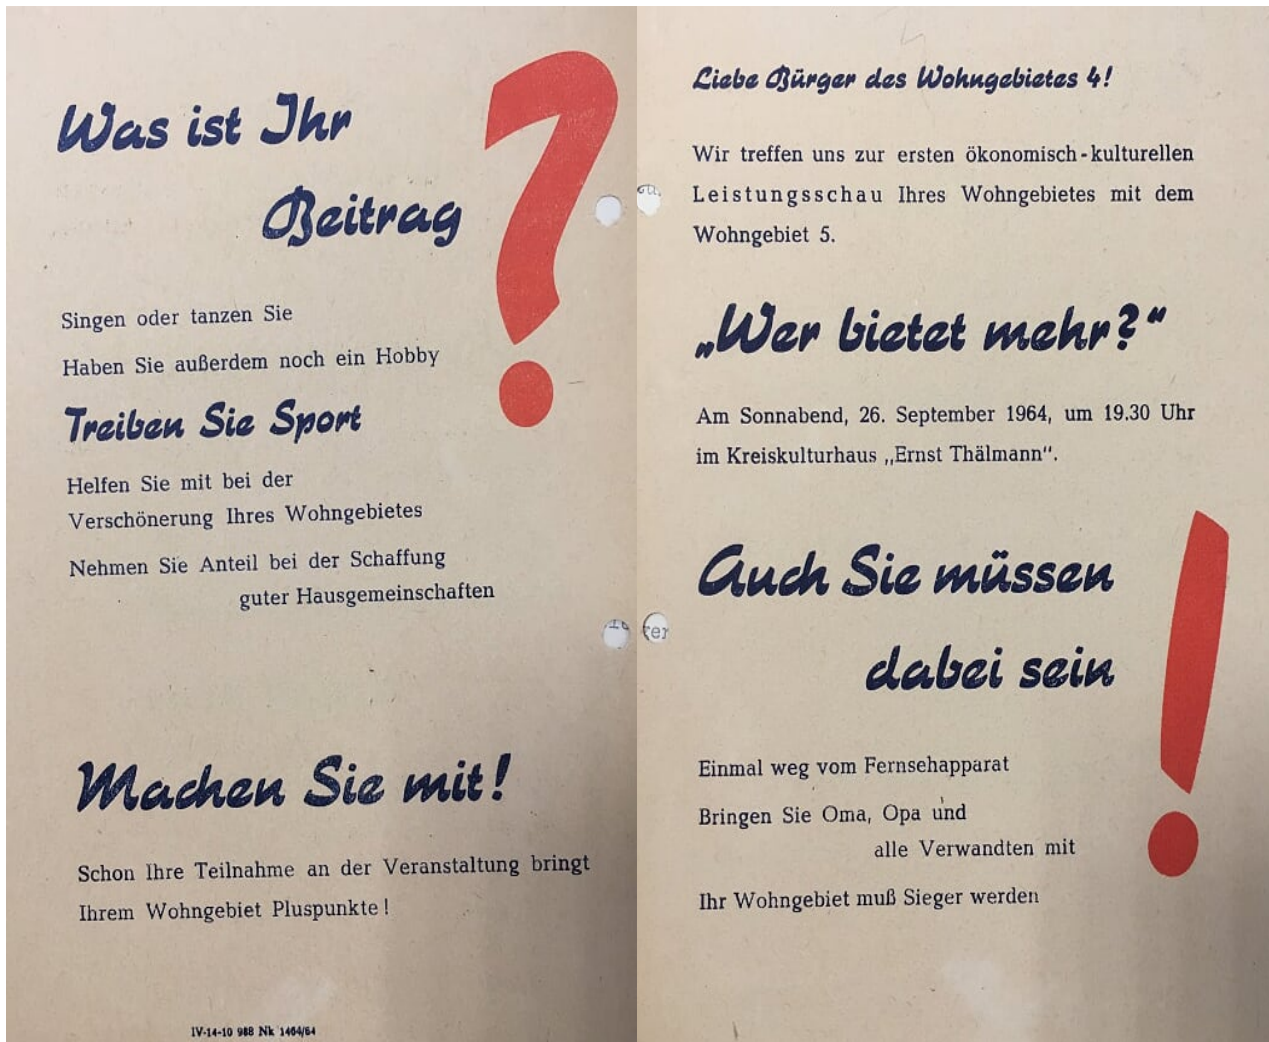 Was ist Ihr
Beitrag ?
Singen oder tanzen Sie
Haben Sie außerdem noch ein Hobby
Treiben Sie Sport
Helfen Sie mit bei der
Verschönerung Ihres Wohngebietes
Nehmen Sie Anteil bei der Schaffung
guter Hausgemeinschaften
Machen Sie mit!
Schon Ihre Teilnahme an der Veranstaltung bringt
Ihrem Wohngebiet Pluspunkte!
IV-14-10 988 Nk 1464/64
Liebe Bürger des Wohngebietes 4!
Wir treffen uns zur ersten ökonomisch-kulturellen
Leistungsschau Ihres Wohngebietes mit dem
Wohngebiet 5.
„Wer bietet mehr?“
Am Sonnabend, 26. September 1964, um 19.30 Uhr
im Kreiskulturhaus „Ernst Thälmann“.
Auch Sie müssen
dabei sein !
Einmal weg vom Fernsehapparat
Bringen Sie Oma, Opa und
alle Verwandten mit
Ihr Wohngebiet muß Sieger werden